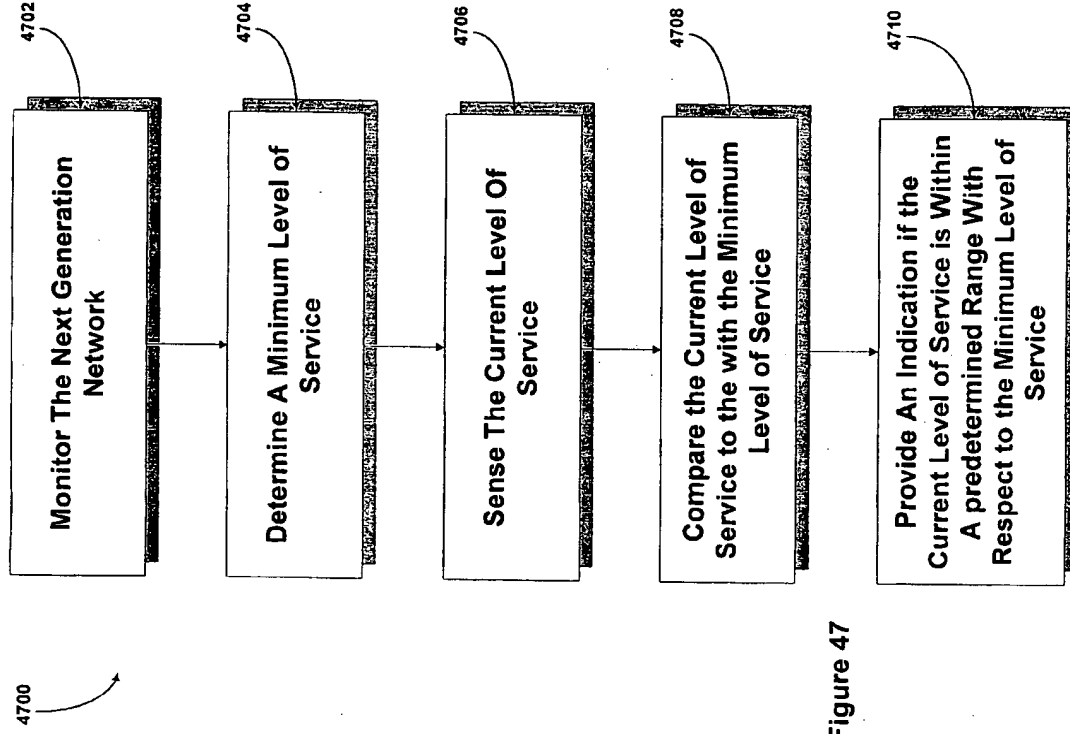 4700
4702
Monitor The Next Generation
Network
4704
Determine A Minimum Level of
Service
4706
Sense The Current Level Of
Service
4708
Compare the Current Level of
Service to the with the Minimum
Level of Service
4710
Provide An Indication if the
Current Level of Service is Within
A predetermined Range With
Respect to the Minimum Level of
Service
Figure 47